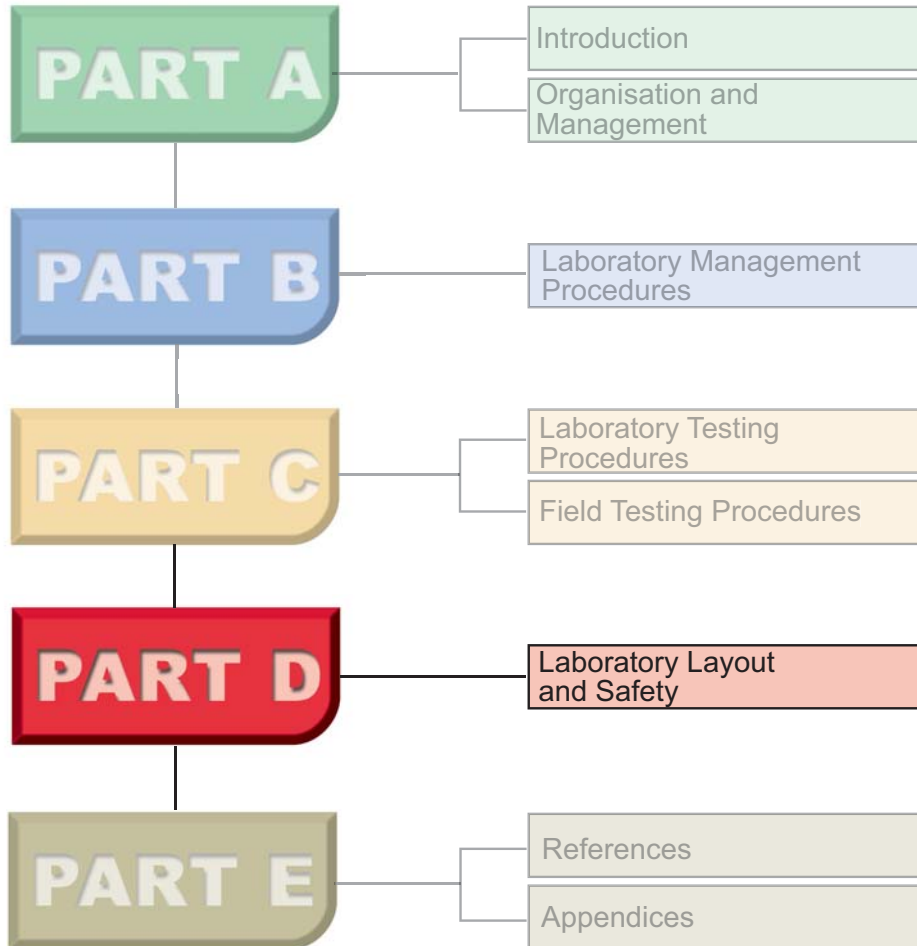 PART A
Introduction
Organisation and
Management
PART B
Laboratory Management
Procedures
PART C
Laboratory Testing
Procedures
Field Testing Procedures
PART D
Laboratory Layout
and Safety
PART E
References
Appendices